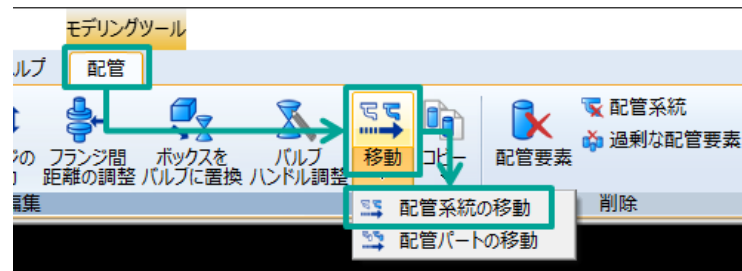 モデリングツール
ルプ
配管
フランジ間
距離の調整
ボックスを
バルブに置換
バルブ
ハンドル調整
移動
コピー
配管要素
配管系統
過剰な配管要素
ジの
編集
削除
配管系統の移動
配管パートの移動